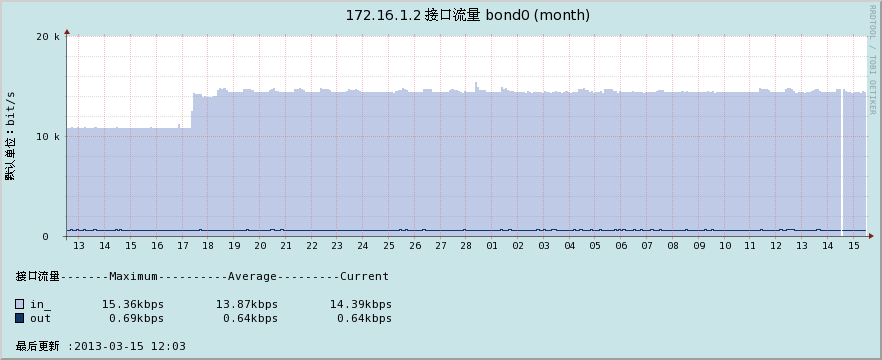 172.16.1.2 接口流量 bond0 (month)
RRDTOOL / TOBI OETIKER
默认单位：bit/s
20 k
10 k
0
13 14 15 16 17 18 19 20 21 22 23 24 25 26 27 28 01 02 03 04 05 06 07 08 09 10 11 12 13 14 15
接口流量-------Maximum----------Average---------Current
in_ 15.36kbps 13.87kbps 14.39kbps
out 0.69kbps 0.64kbps 0.64kbps
最后更新 :2013-03-15 12:03